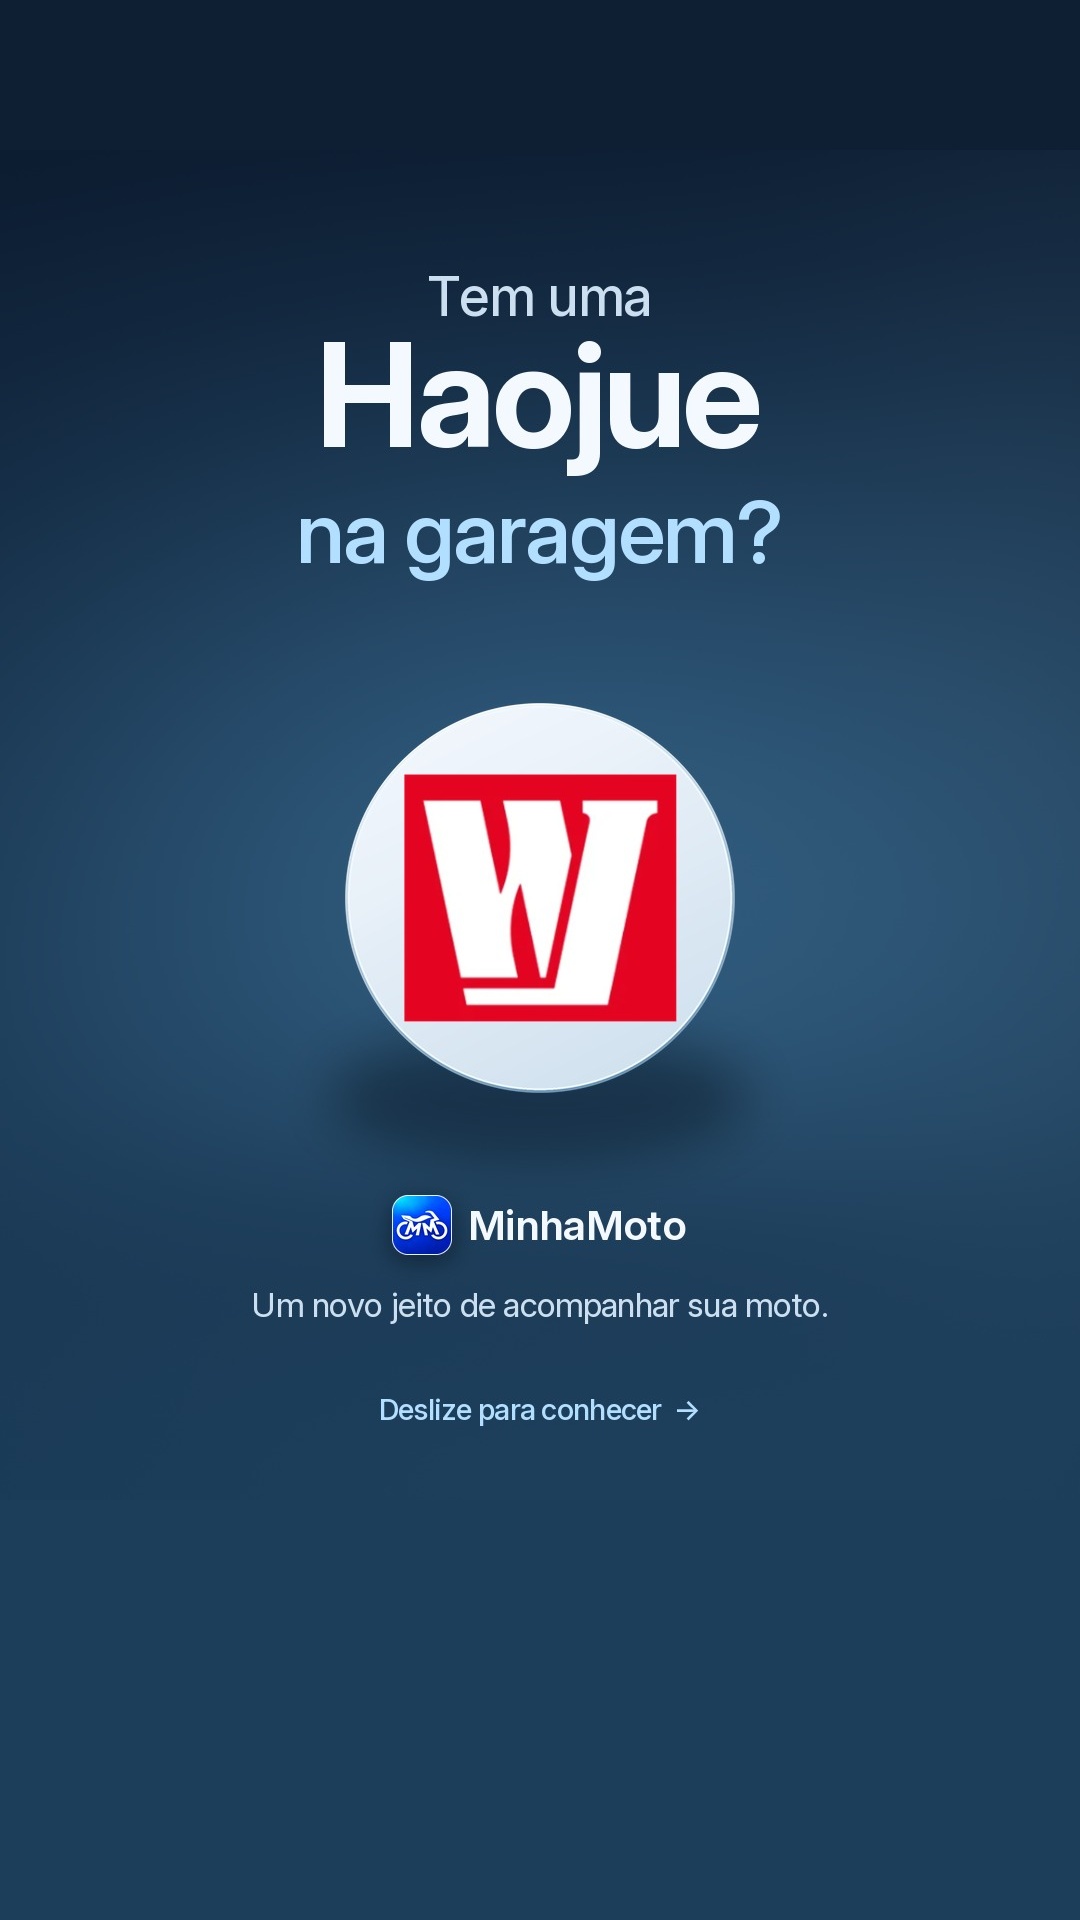 Tem uma
Haojue
na garagem?
MinhaMoto
Um novo jeito de acompanhar sua moto.
Deslize para conhecer →